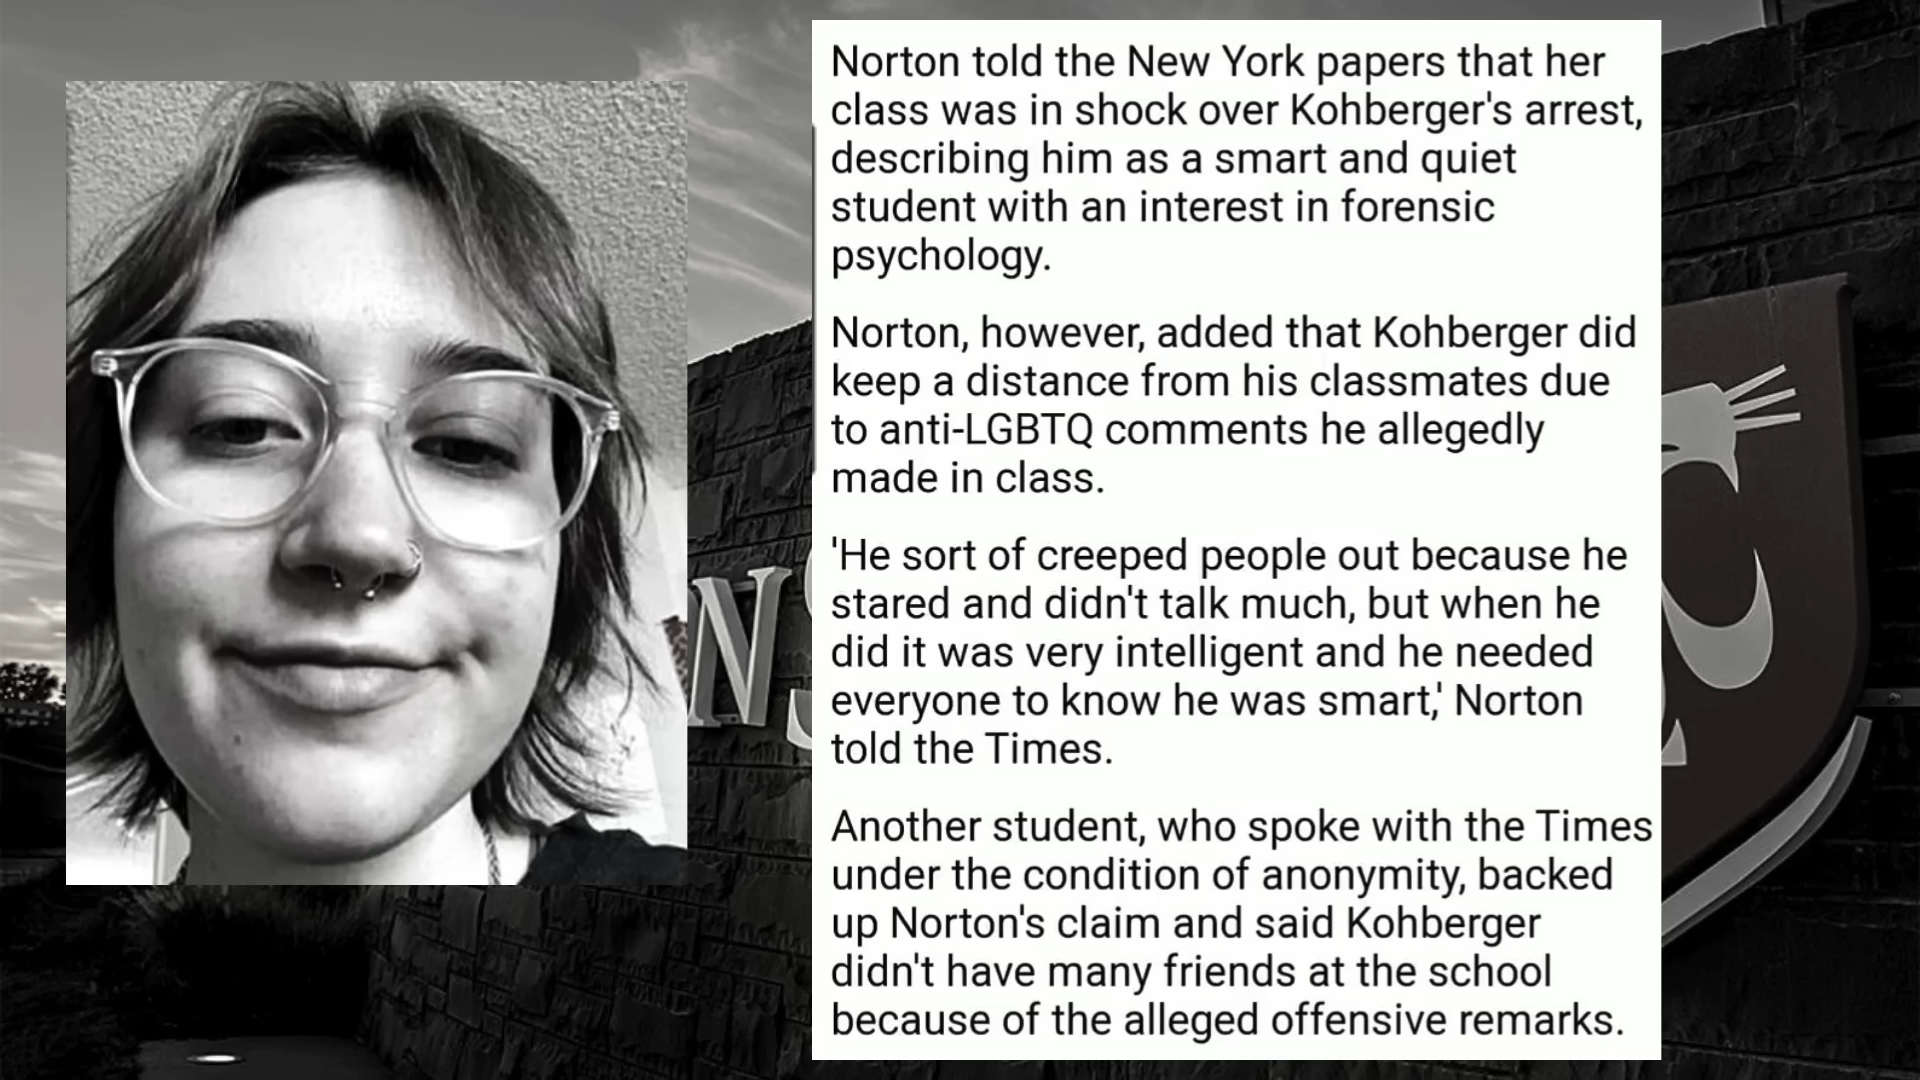 Norton told the New York papers that her
class was in shock over Kohberger's arrest,
describing him as a smart and quiet
student with an interest in forensic
psychology.
Norton, however, added that Kohberger did
keep a distance from his classmates due
to anti-LGBTQ comments he allegedly
made in class.
'He sort of creeped people out because he
stared and didn't talk much, but when he
did it was very intelligent and he needed
everyone to know he was smart,' Norton
told the Times.
Another student, who spoke with the Times
under the condition of anonymity, backed
up Norton's claim and said Kohberger
didn't have many friends at the school
because of the alleged offensive remarks.